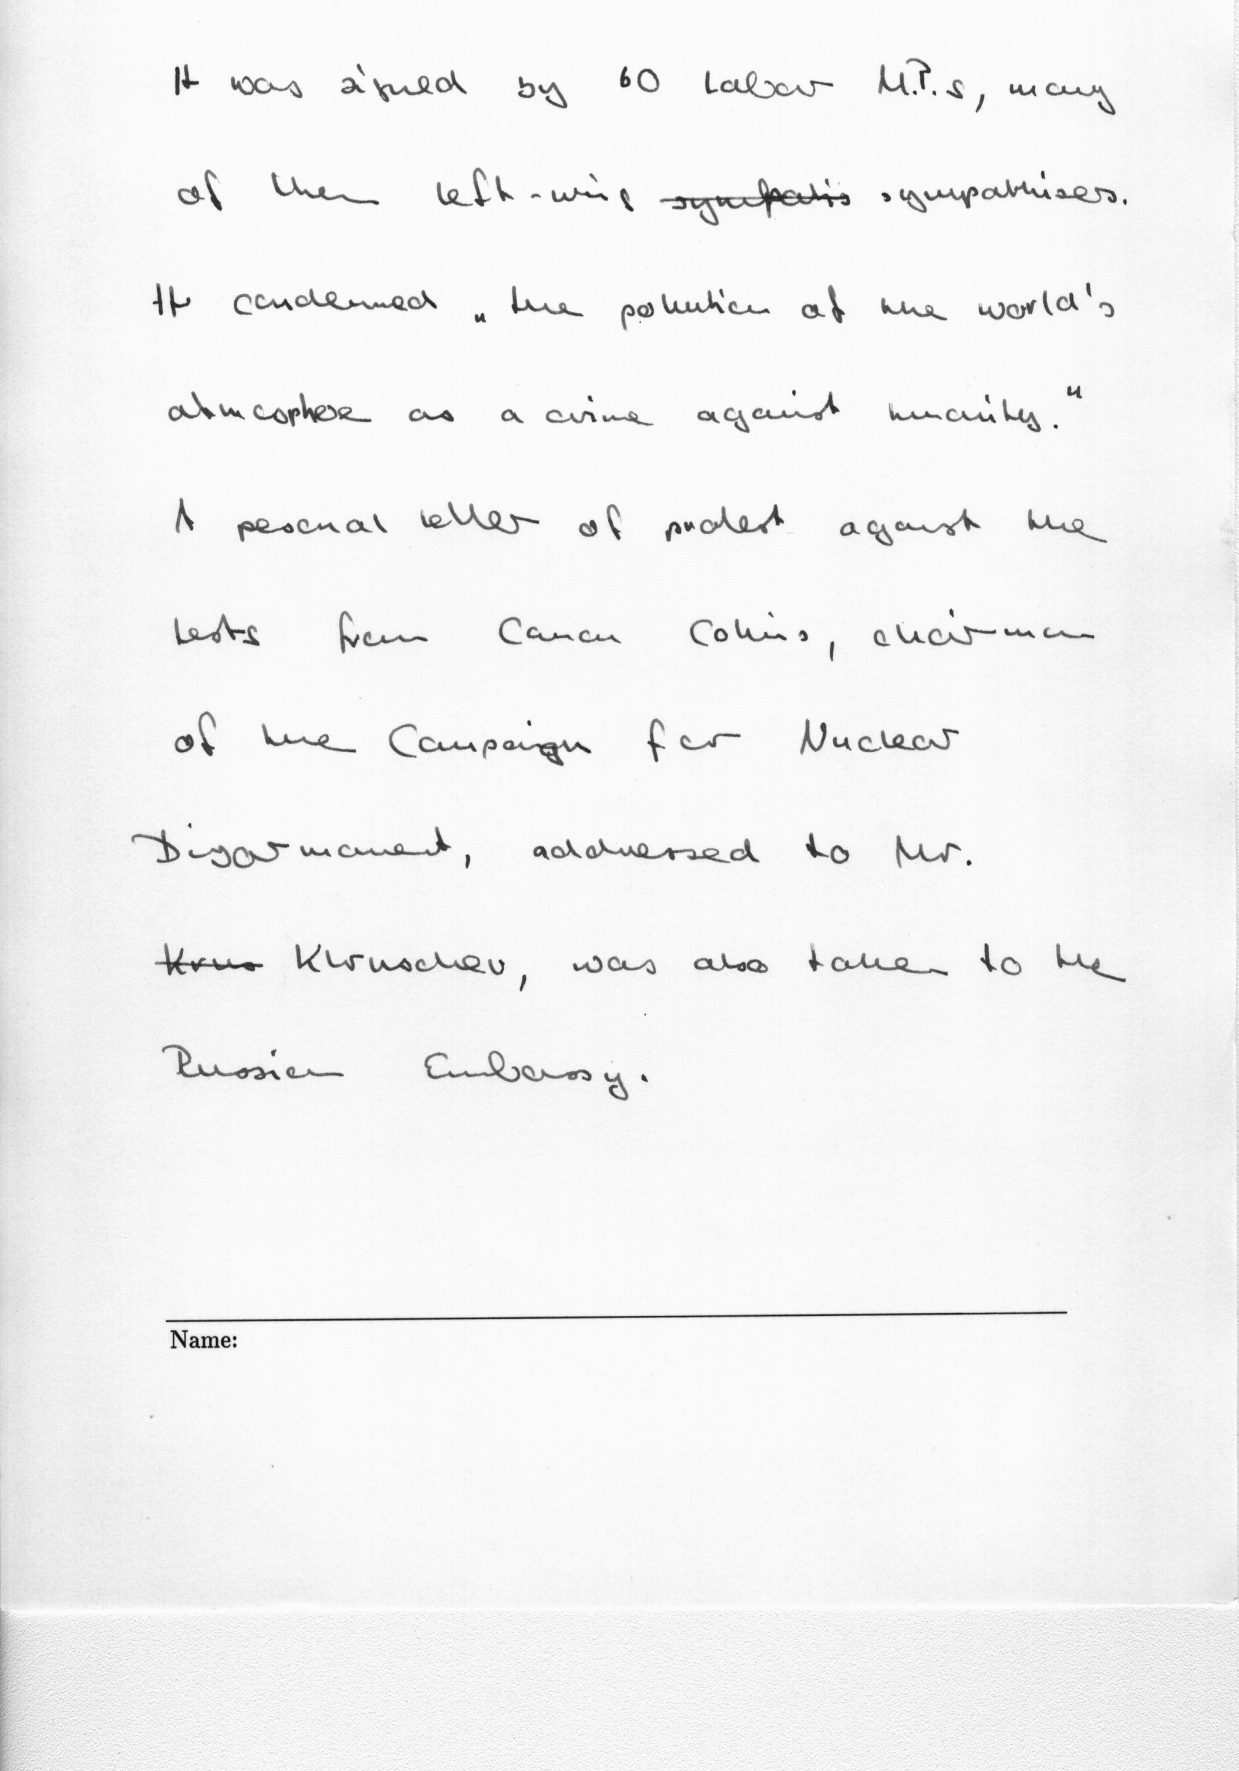 It was signed by 60 Labour M.P.s, many
of them left-wing ~~sympatis~~ sympathisers.
It condemned „the pollution of the world's
atmosphere as a crime against humanity."
A personal letter of protest against the
tests from Canon Collins, chairman
of the Campaign for Nuclear
Disarmament, addressed to Mr.
~~Krus~~ Khruschev, was also taken to the
Russian Embassy.
Name: